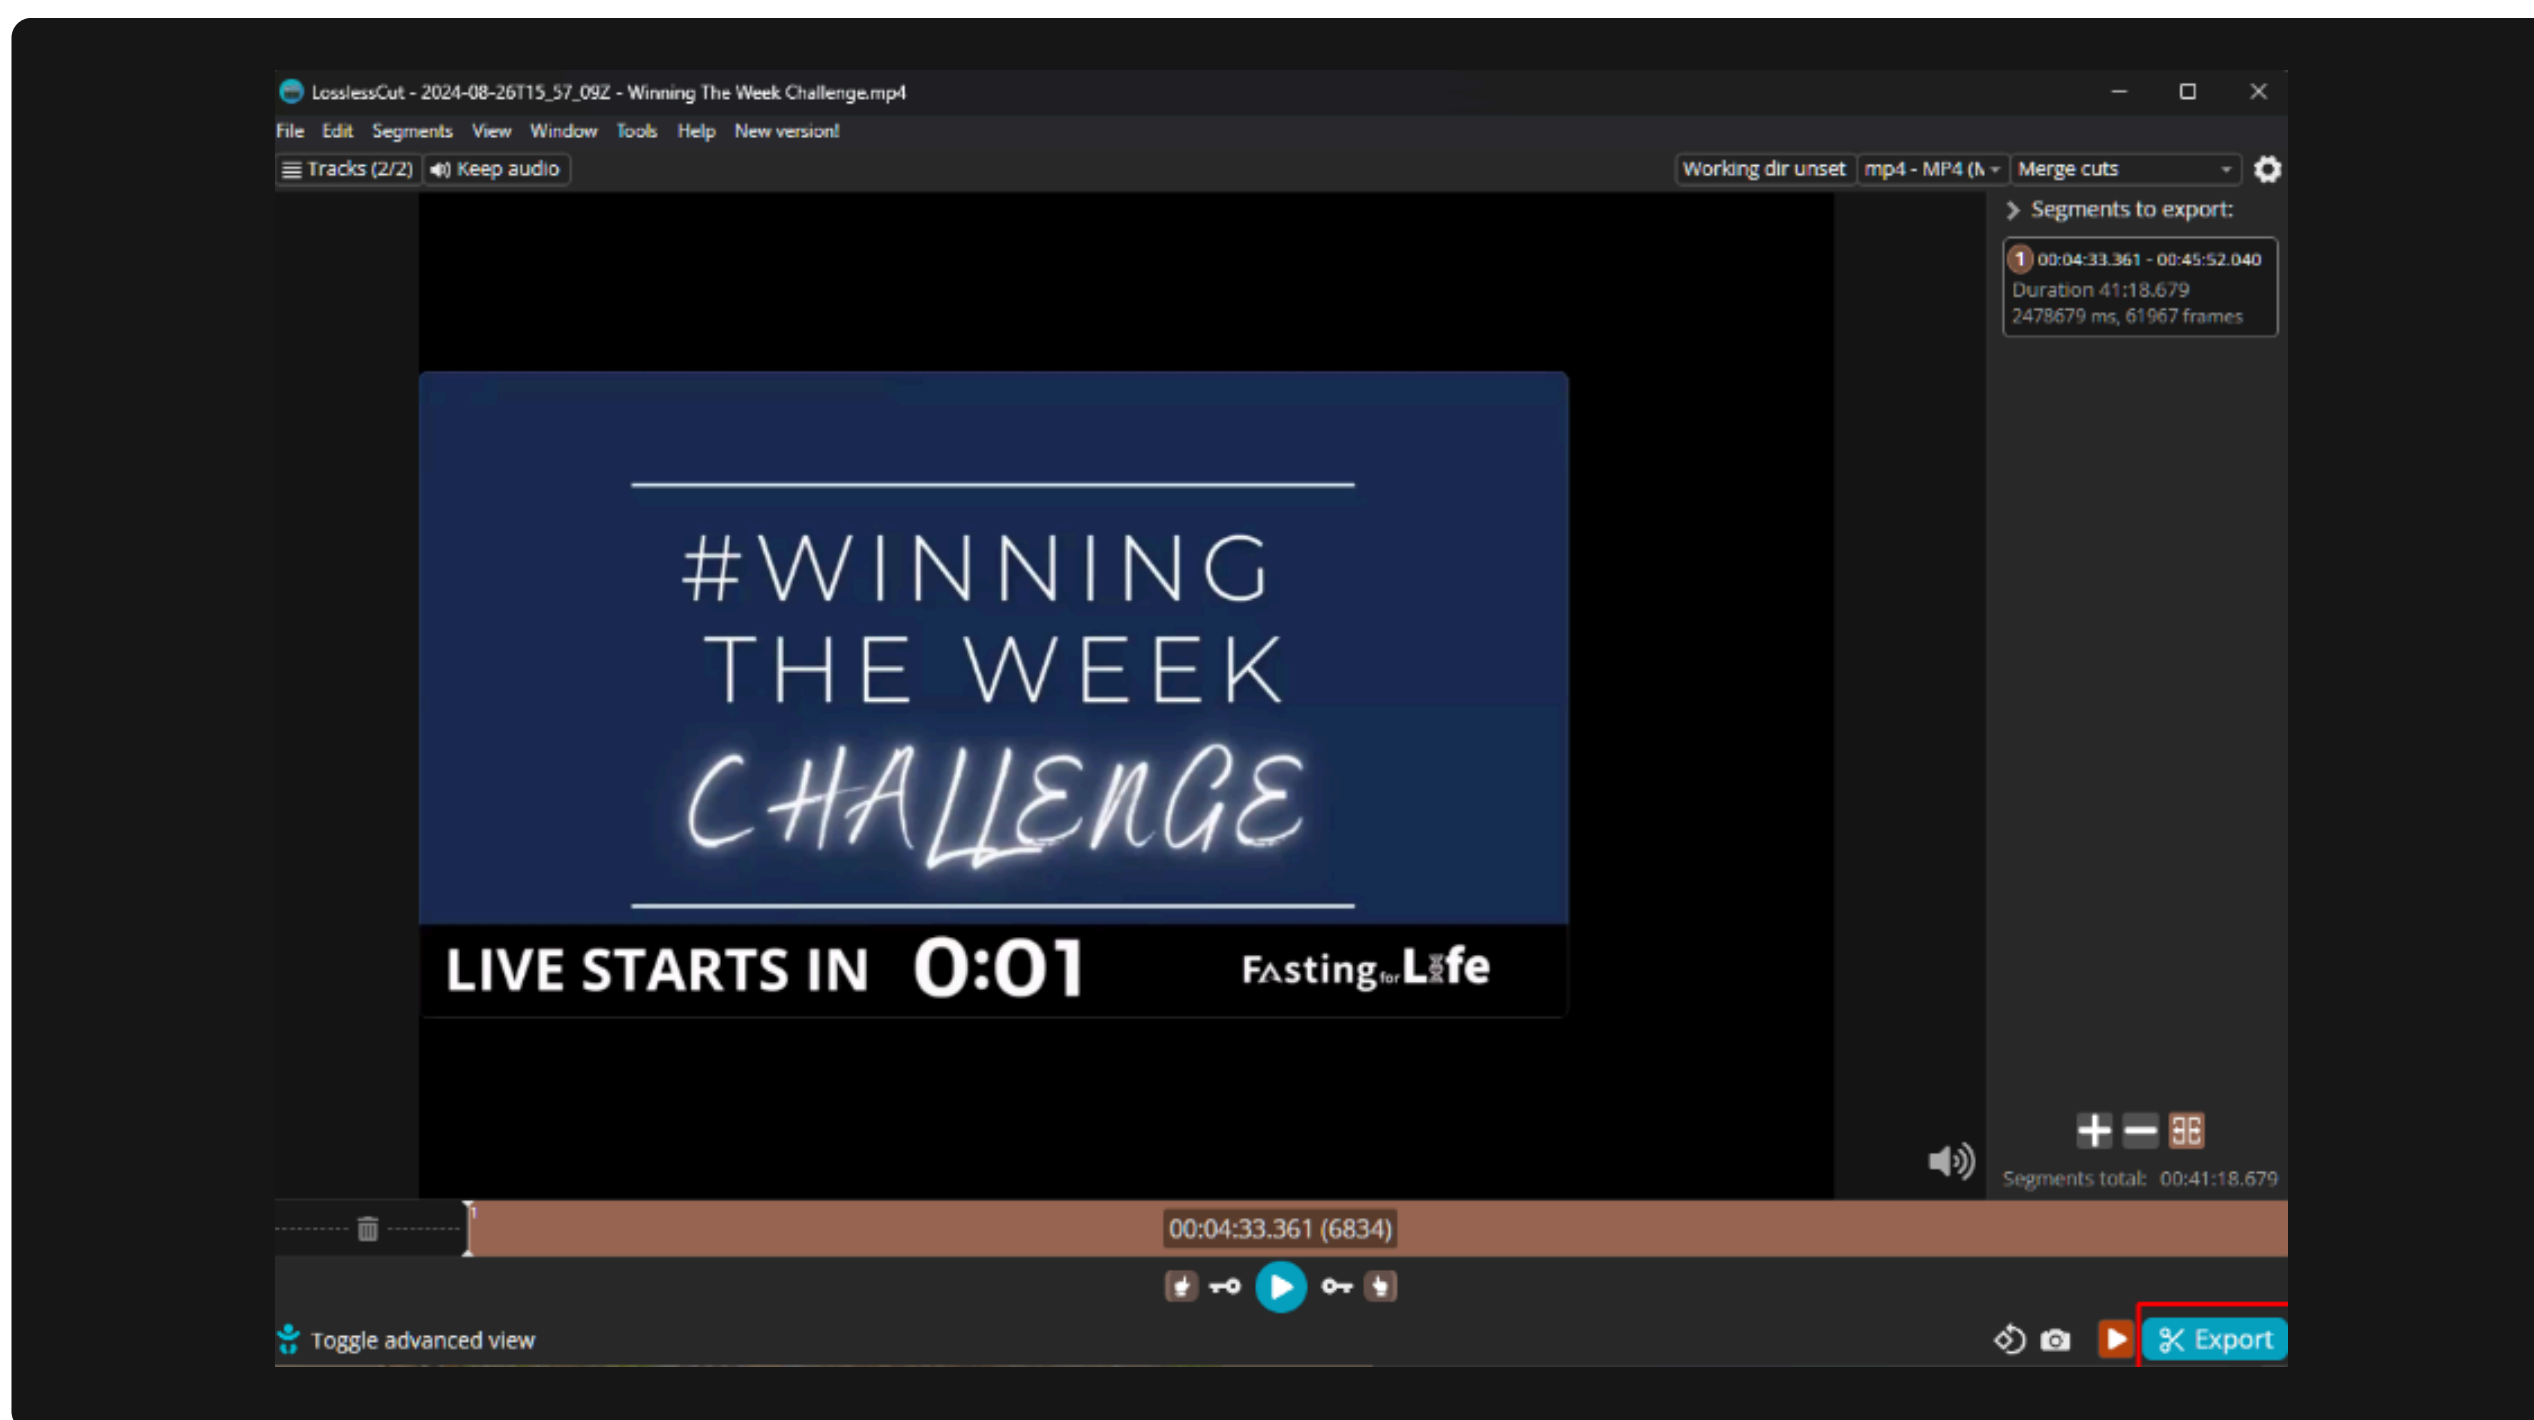 LosslessCut - 2024-08-26T15_57_09Z - Winning The Week Challenge.mp4
File Edit Segments View Window Tools Help New version!
Tracks (2/2) Keep audio Working dir unset mp4 - MP4 (M Merge cuts
Segments to export:
1 00:04:33.361 - 00:45:52.040
Duration 41:18.679
2478679 ms, 61967 frames
#WINNING
THE WEEK
CHALLENGE
LIVE STARTS IN 0:01 Fasting for Life
Segments total: 00:41:18.679
1
00:04:33.361 (6834)
Toggle advanced view Export